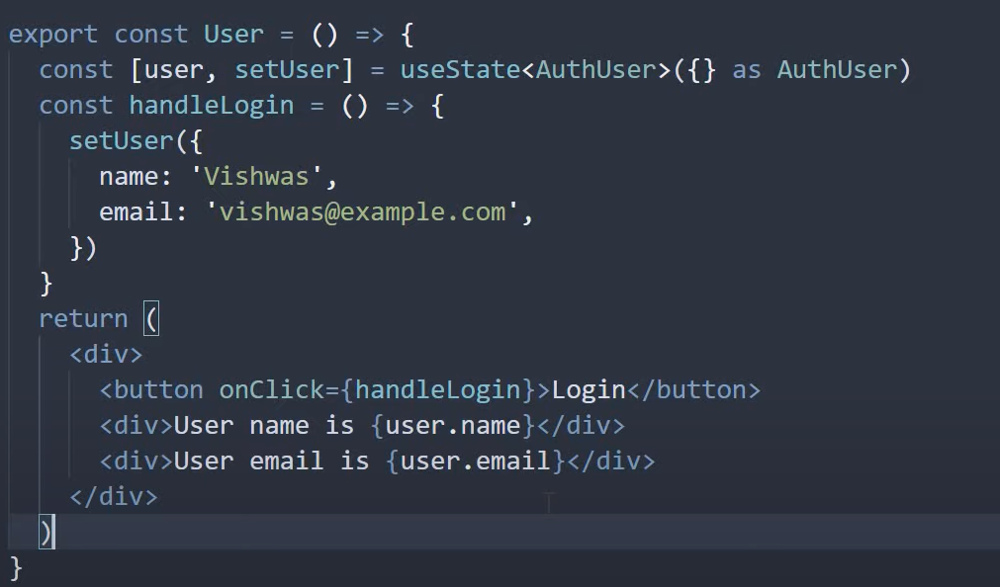 export const User = () => {
  const [user, setUser] = useState<AuthUser>({} as AuthUser)
  const handleLogin = () => {
    setUser({
      name: 'Vishwas',
      email: 'vishwas@example.com',
    })
  }
  return (
    <div>
      <button onClick={handleLogin}>Login</button>
      <div>User name is {user.name}</div>
      <div>User email is {user.email}</div>
    </div>
  )
}